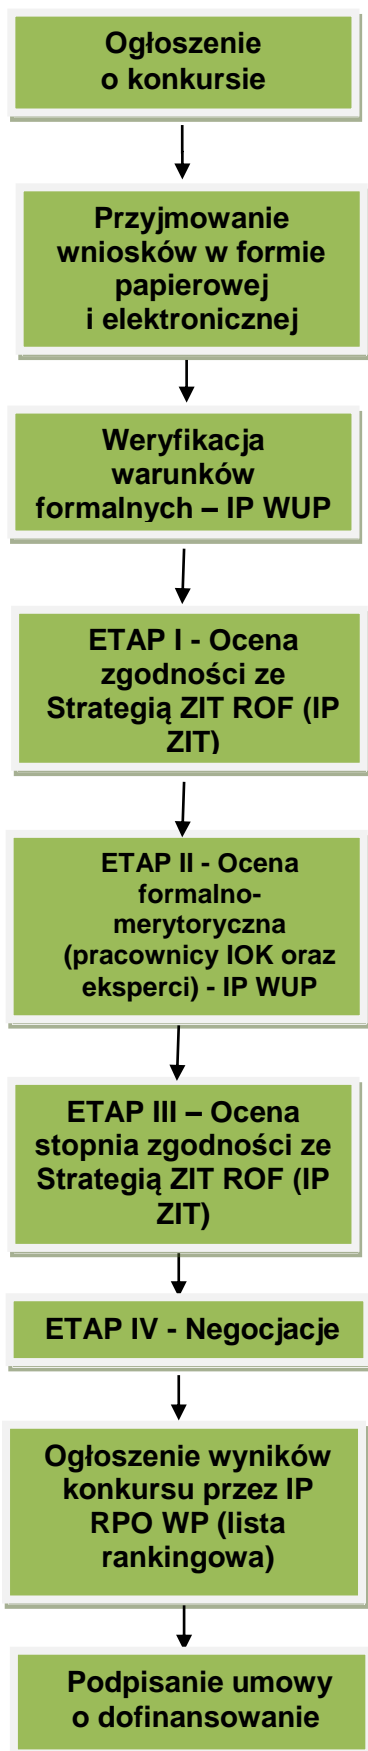 Ogłoszenie
o konkursie
Przyjmowanie
wniosków w formie
papierowej
i elektronicznej
Weryfikacja
warunków
formalnych – IP WUP
ETAP I - Ocena
zgodności ze
Strategią ZIT ROF (IP
ZIT)
ETAP II - Ocena
formalno-
merytoryczna
(pracownicy IOK oraz
eksperci) - IP WUP
ETAP III – Ocena
stopnia zgodności ze
Strategią ZIT ROF (IP
ZIT)
ETAP IV - Negocjacje
Ogłoszenie wyników
konkursu przez IP
RPO WP (lista
rankingowa)
Podpisanie umowy
o dofinansowanie